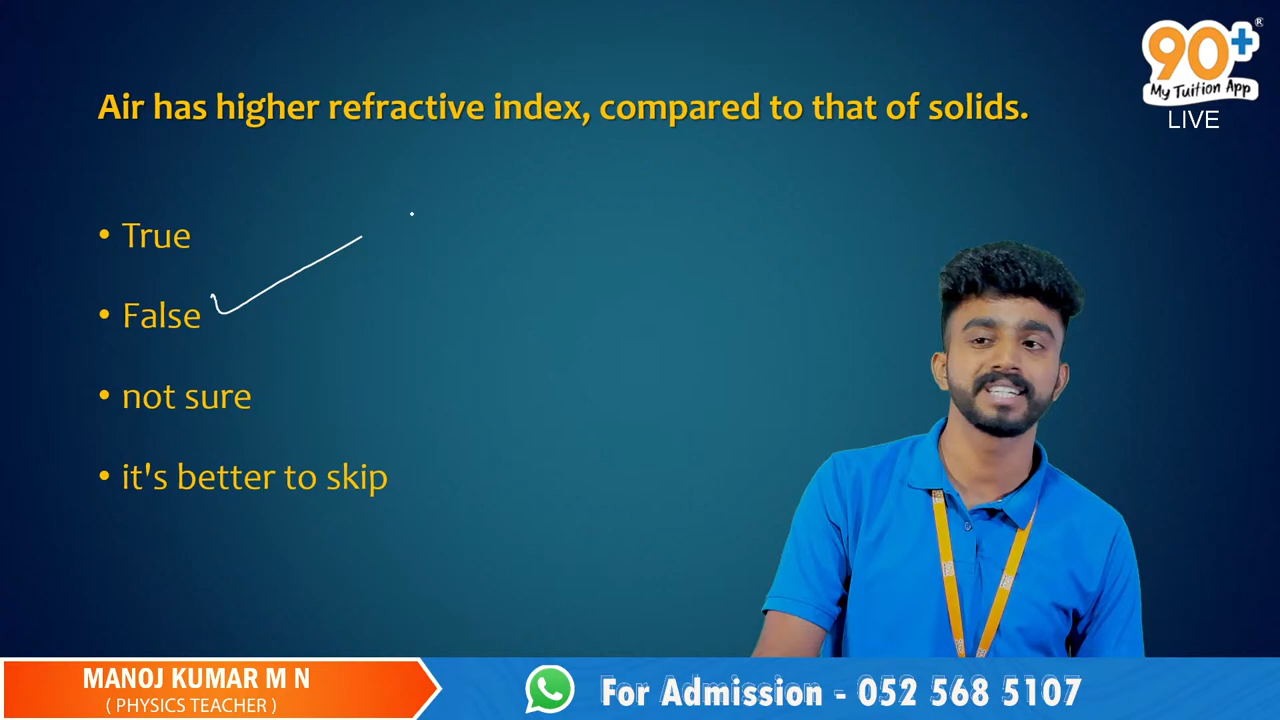 90+
®
My Tuition App
LIVE
Air has higher refractive index, compared to that of solids.
• True
• False
• not sure
• it's better to skip
MANOJ KUMAR M N
( PHYSICS TEACHER )
For Admission - 052 568 5107